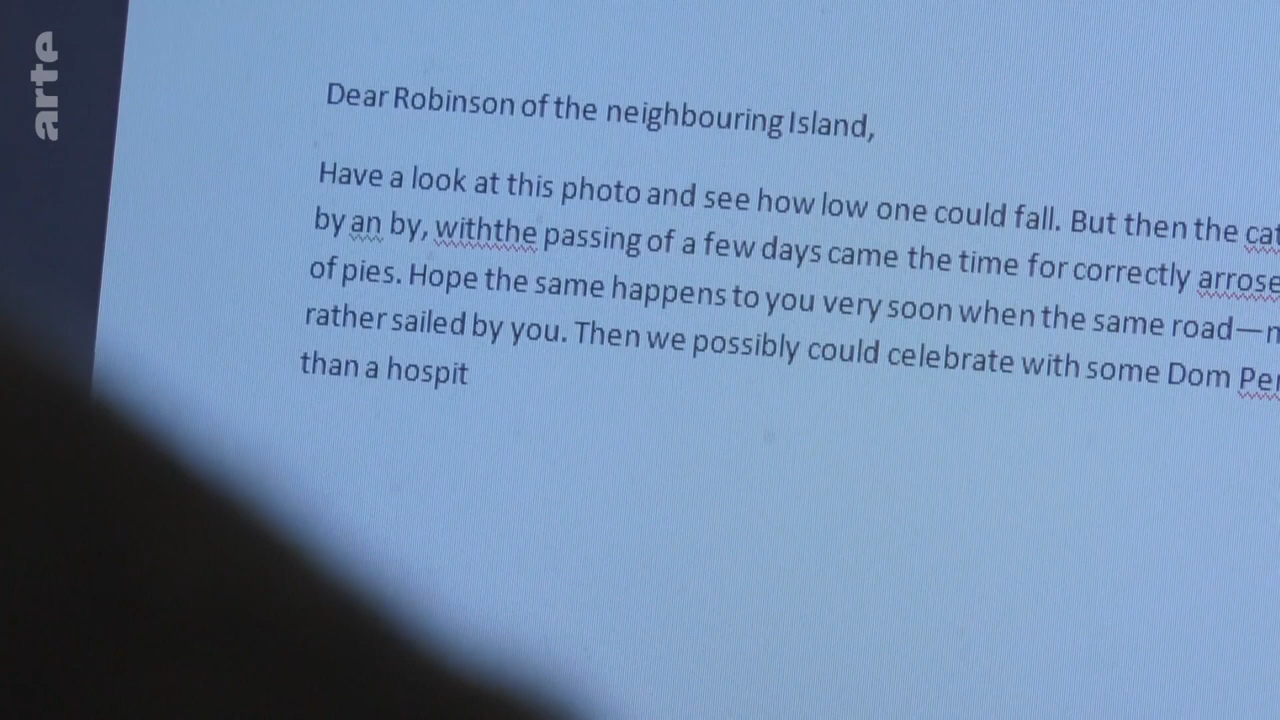 arte
Dear Robinson of the neighbouring Island,
Have a look at this photo and see how low one could fall. But then the
by an by, withthe passing of a few days came the time for correctly
of pies. Hope the same happens to you very soon when the same road—
rather sailed by you. Then we possibly could celebrate with some Dom
than a hospit